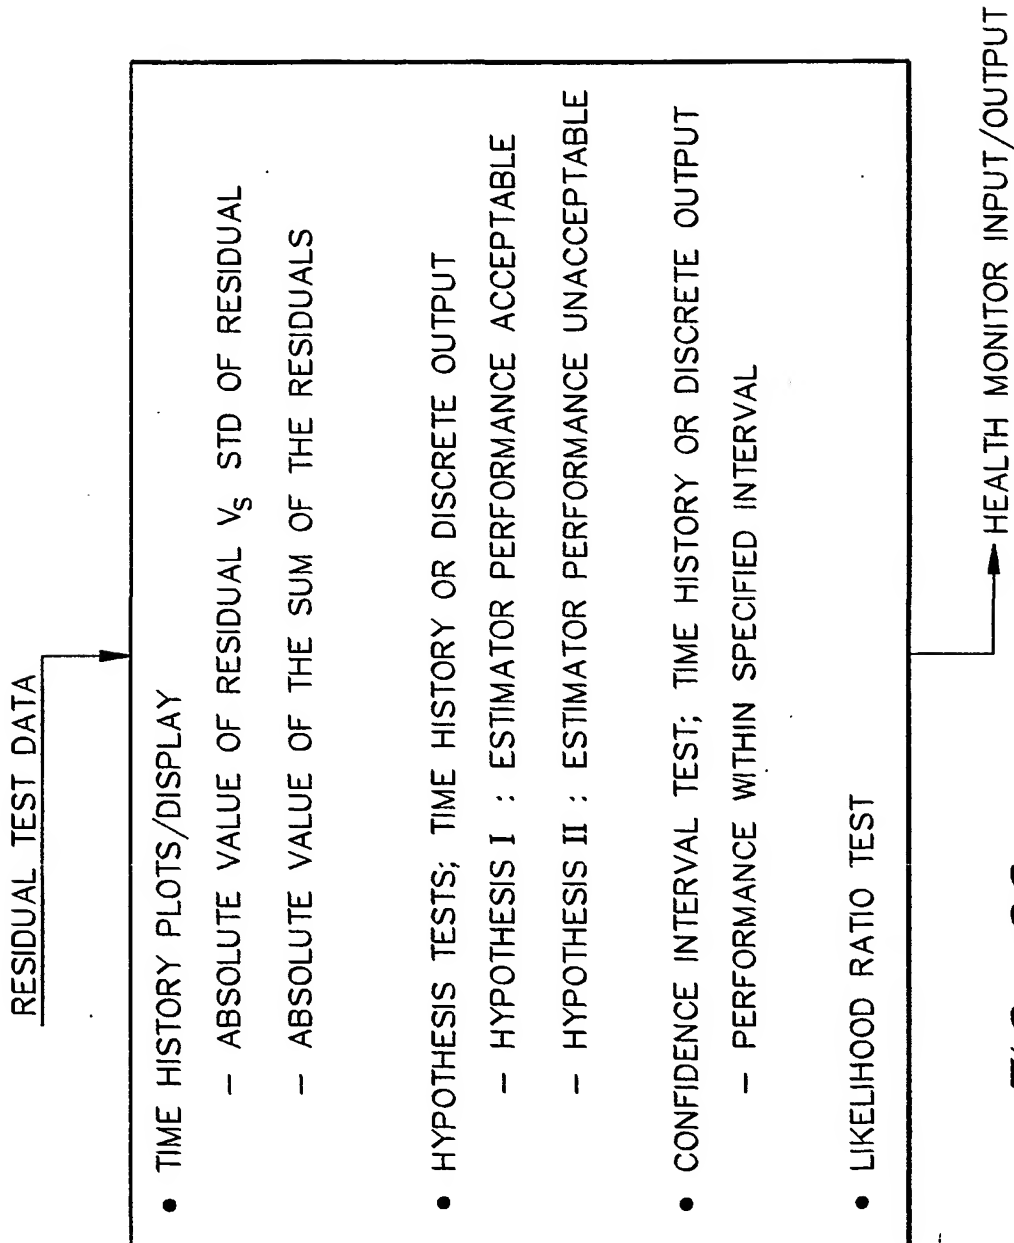 RESIDUAL TEST DATA
• TIME HISTORY PLOTS/DISPLAY
– ABSOLUTE VALUE OF RESIDUAL Vs STD OF RESIDUAL
– ABSOLUTE VALUE OF THE SUM OF THE RESIDUALS
• HYPOTHESIS TESTS; TIME HISTORY OR DISCRETE OUTPUT
– HYPOTHESIS I : ESTIMATOR PERFORMANCE ACCEPTABLE
– HYPOTHESIS II : ESTIMATOR PERFORMANCE UNACCEPTABLE
• CONFIDENCE INTERVAL TEST; TIME HISTORY OR DISCRETE OUTPUT
– PERFORMANCE WITHIN SPECIFIED INTERVAL
• LIKELIHOOD RATIO TEST
HEALTH MONITOR INPUT/OUTPUT